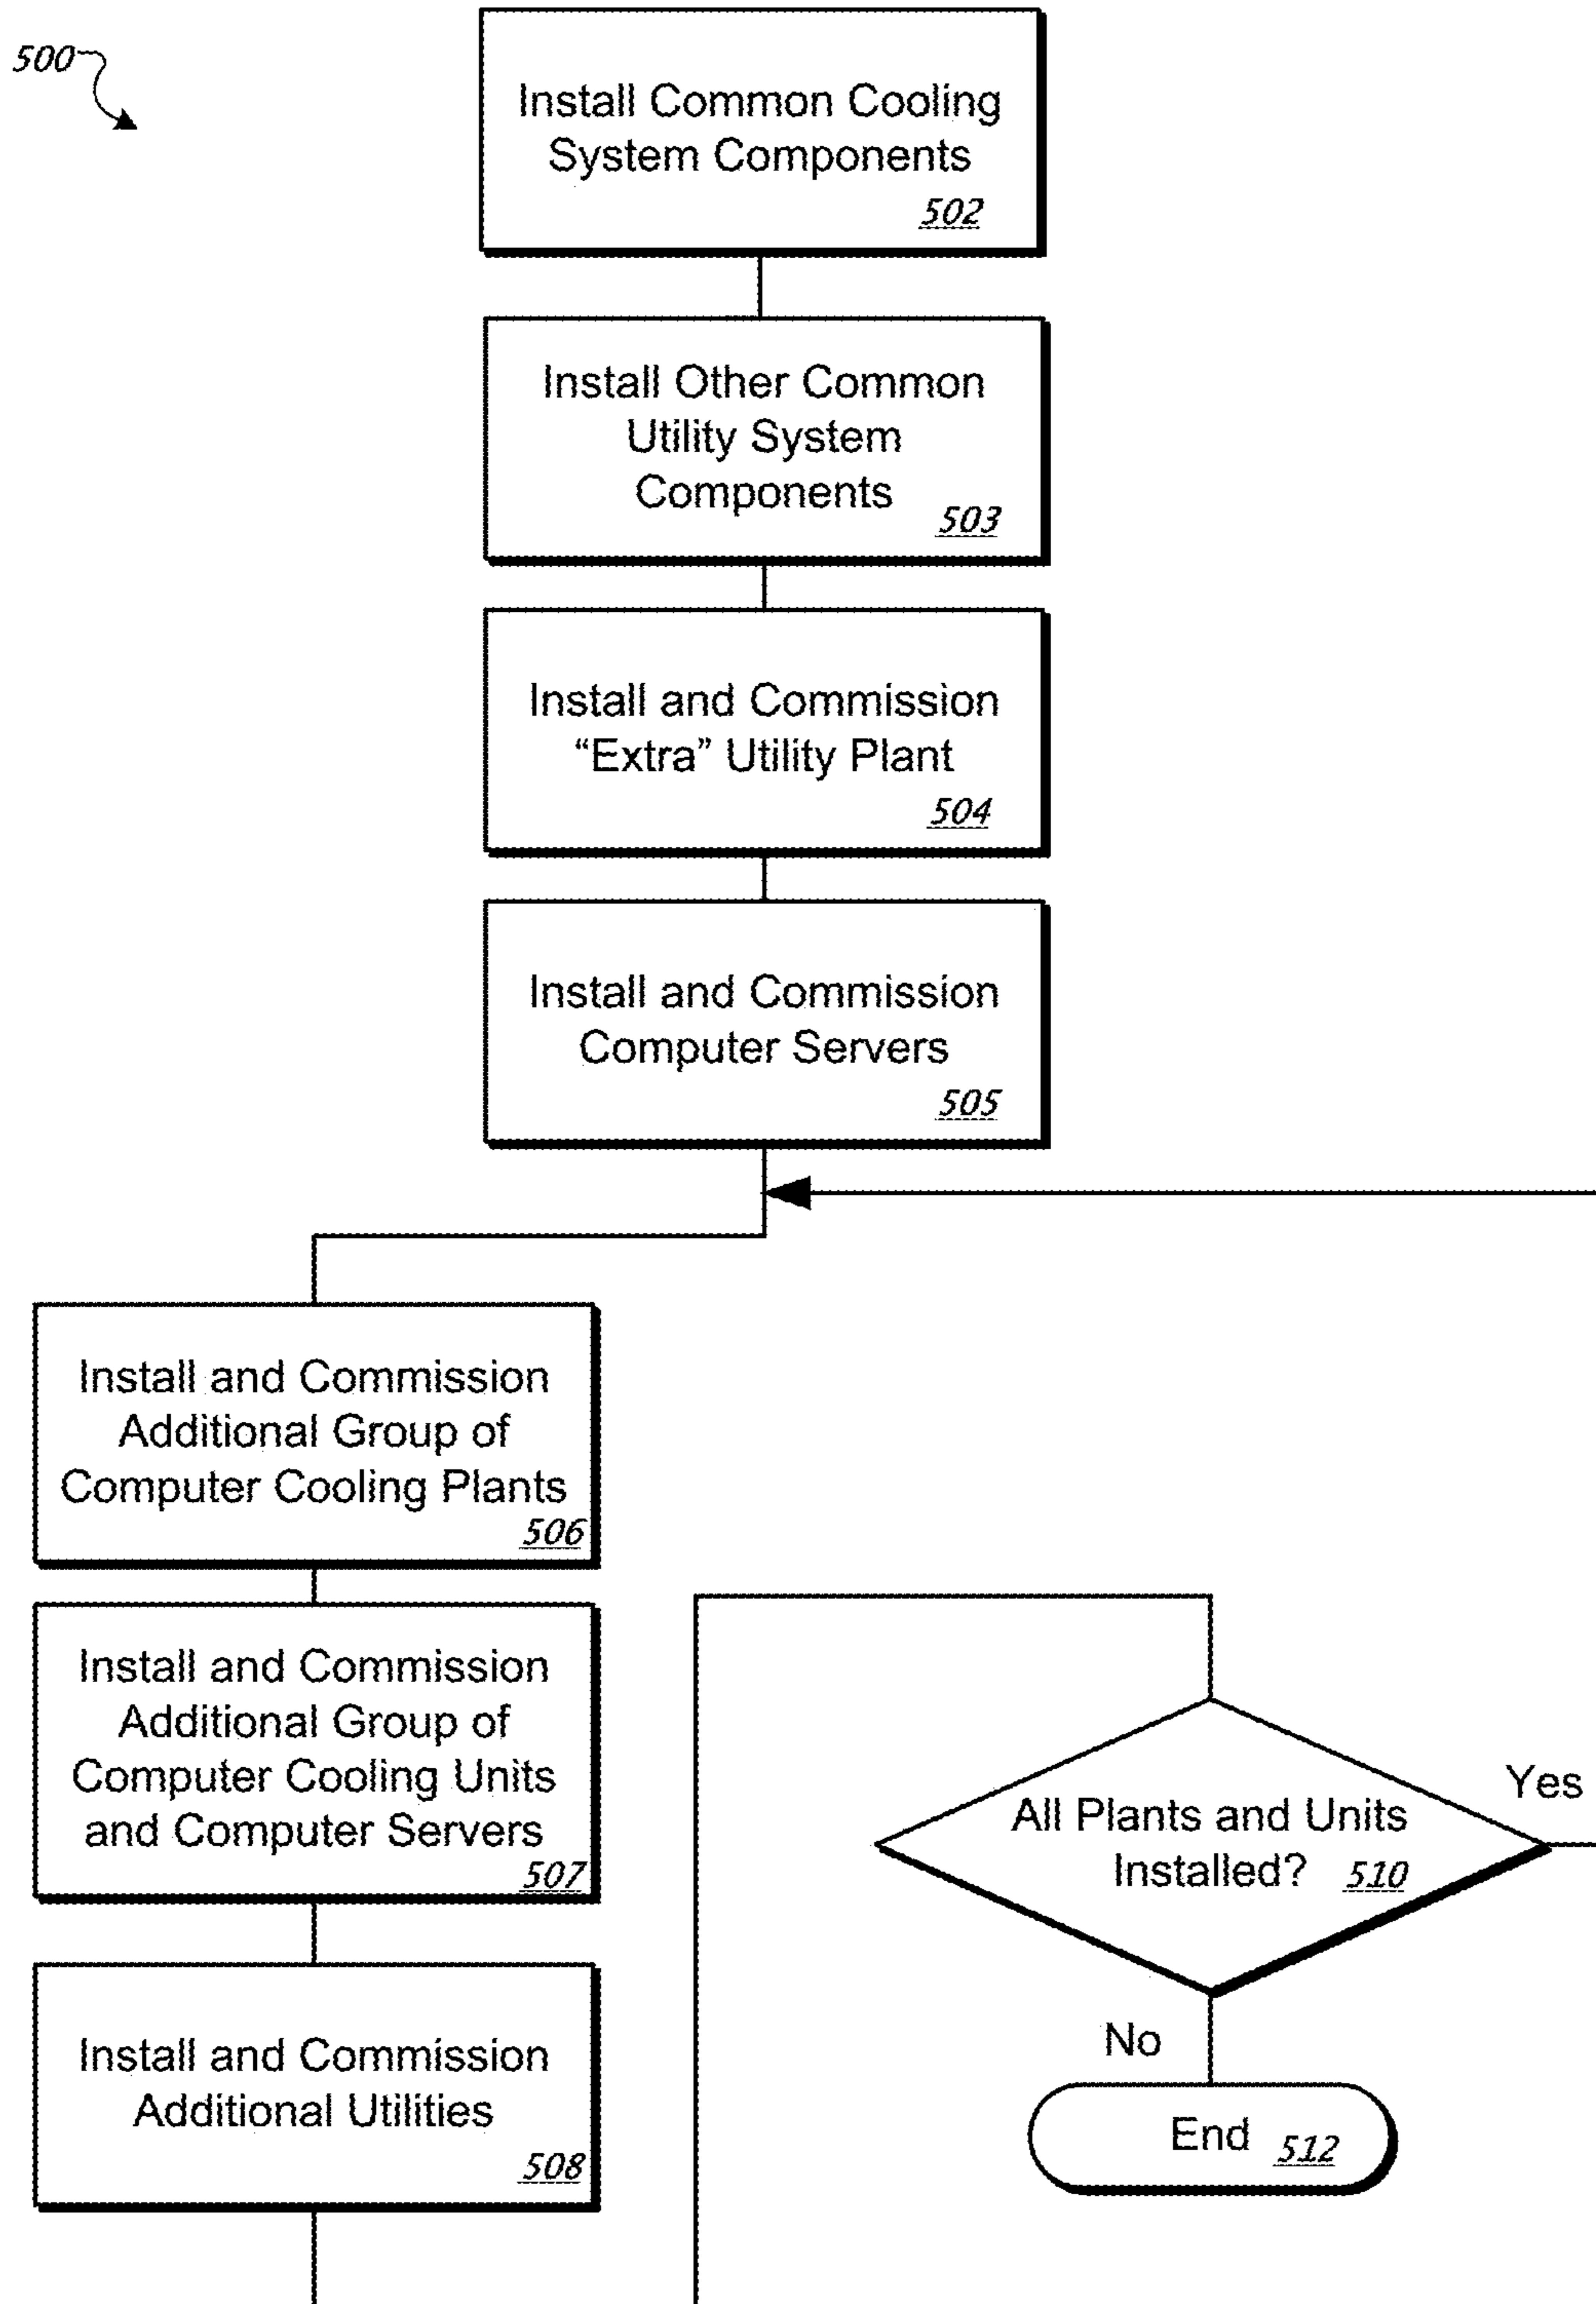 500
Install Common Cooling
System Components
502
Install Other Common
Utility System
Components
503
Install and Commission
“Extra” Utility Plant
504
Install and Commission
Computer Servers
505
Install and Commission
Additional Group of
Computer Cooling Plants
506
Install and Commission
Additional Group of
Computer Cooling Units
and Computer Servers
507
Install and Commission
Additional Utilities
508
All Plants and Units
Installed? 510
Yes
No
End 512